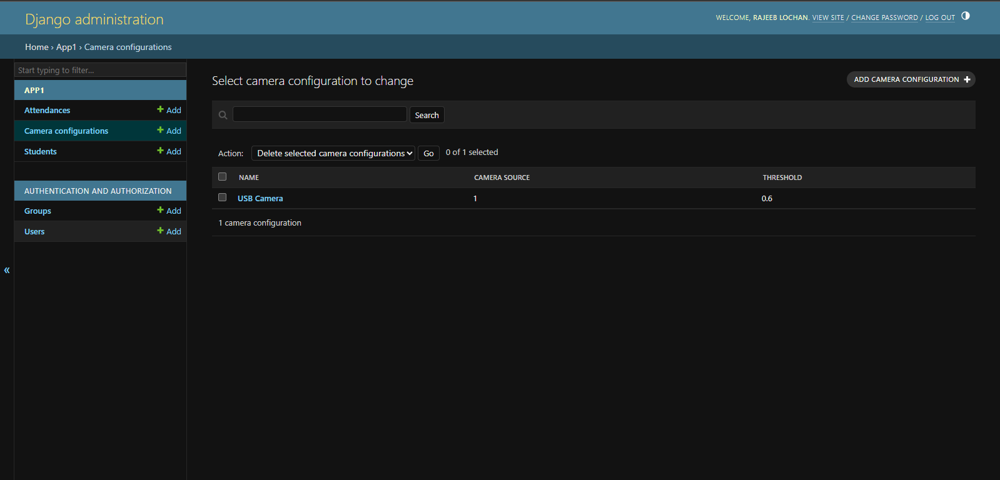 Django administration
WELCOME, RAJEEB LOCHAN. VIEW SITE / CHANGE PASSWORD / LOG OUT
Home › App1 › Camera configurations
Start typing to filter...
APP1
Attendances + Add
Camera configurations + Add
Students + Add
AUTHENTICATION AND AUTHORIZATION
Groups + Add
Users + Add
«
Select camera configuration to change
ADD CAMERA CONFIGURATION +
Search
Action: Delete selected camera configurations Go 0 of 1 selected
NAME CAMERA SOURCE THRESHOLD
USB Camera 1 0.6
1 camera configuration